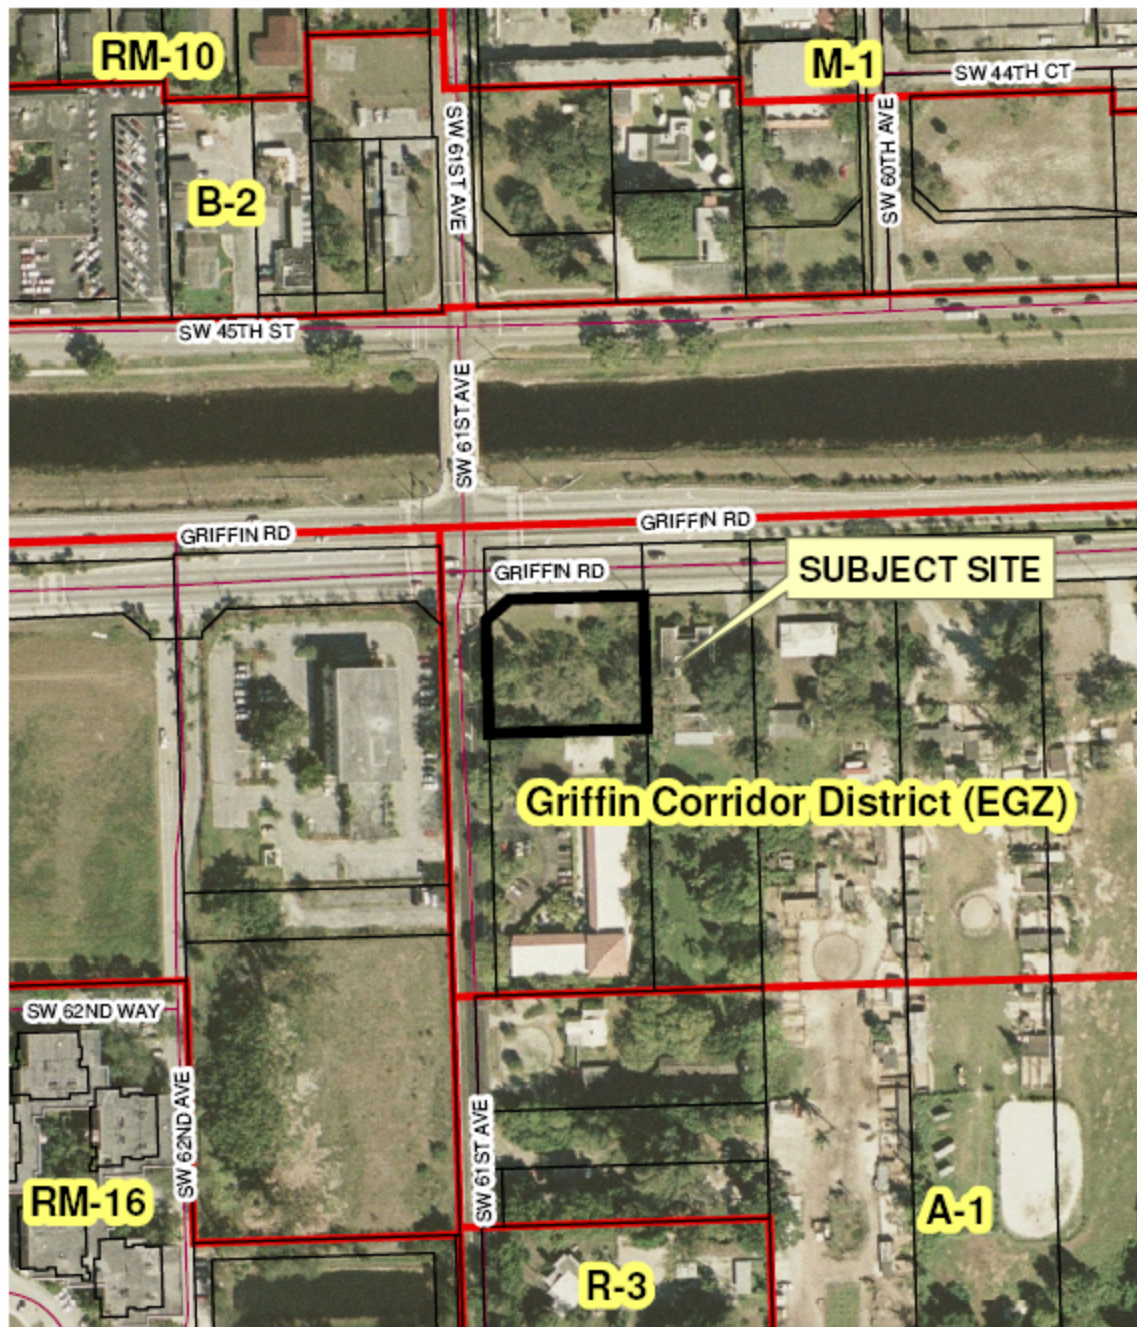 RM-10
M-1
SW 44TH CT
SW 61ST AVE
SW 60TH AVE
B-2
SW 45TH ST
SW 61ST AVE
GRIFFIN RD
GRIFFIN RD
GRIFFIN RD
SUBJECT SITE
Griffin Corridor District (EGZ)
SW 62ND WAY
SW 62ND AVE
SW 61ST AVE
RM-16
A-1
R-3